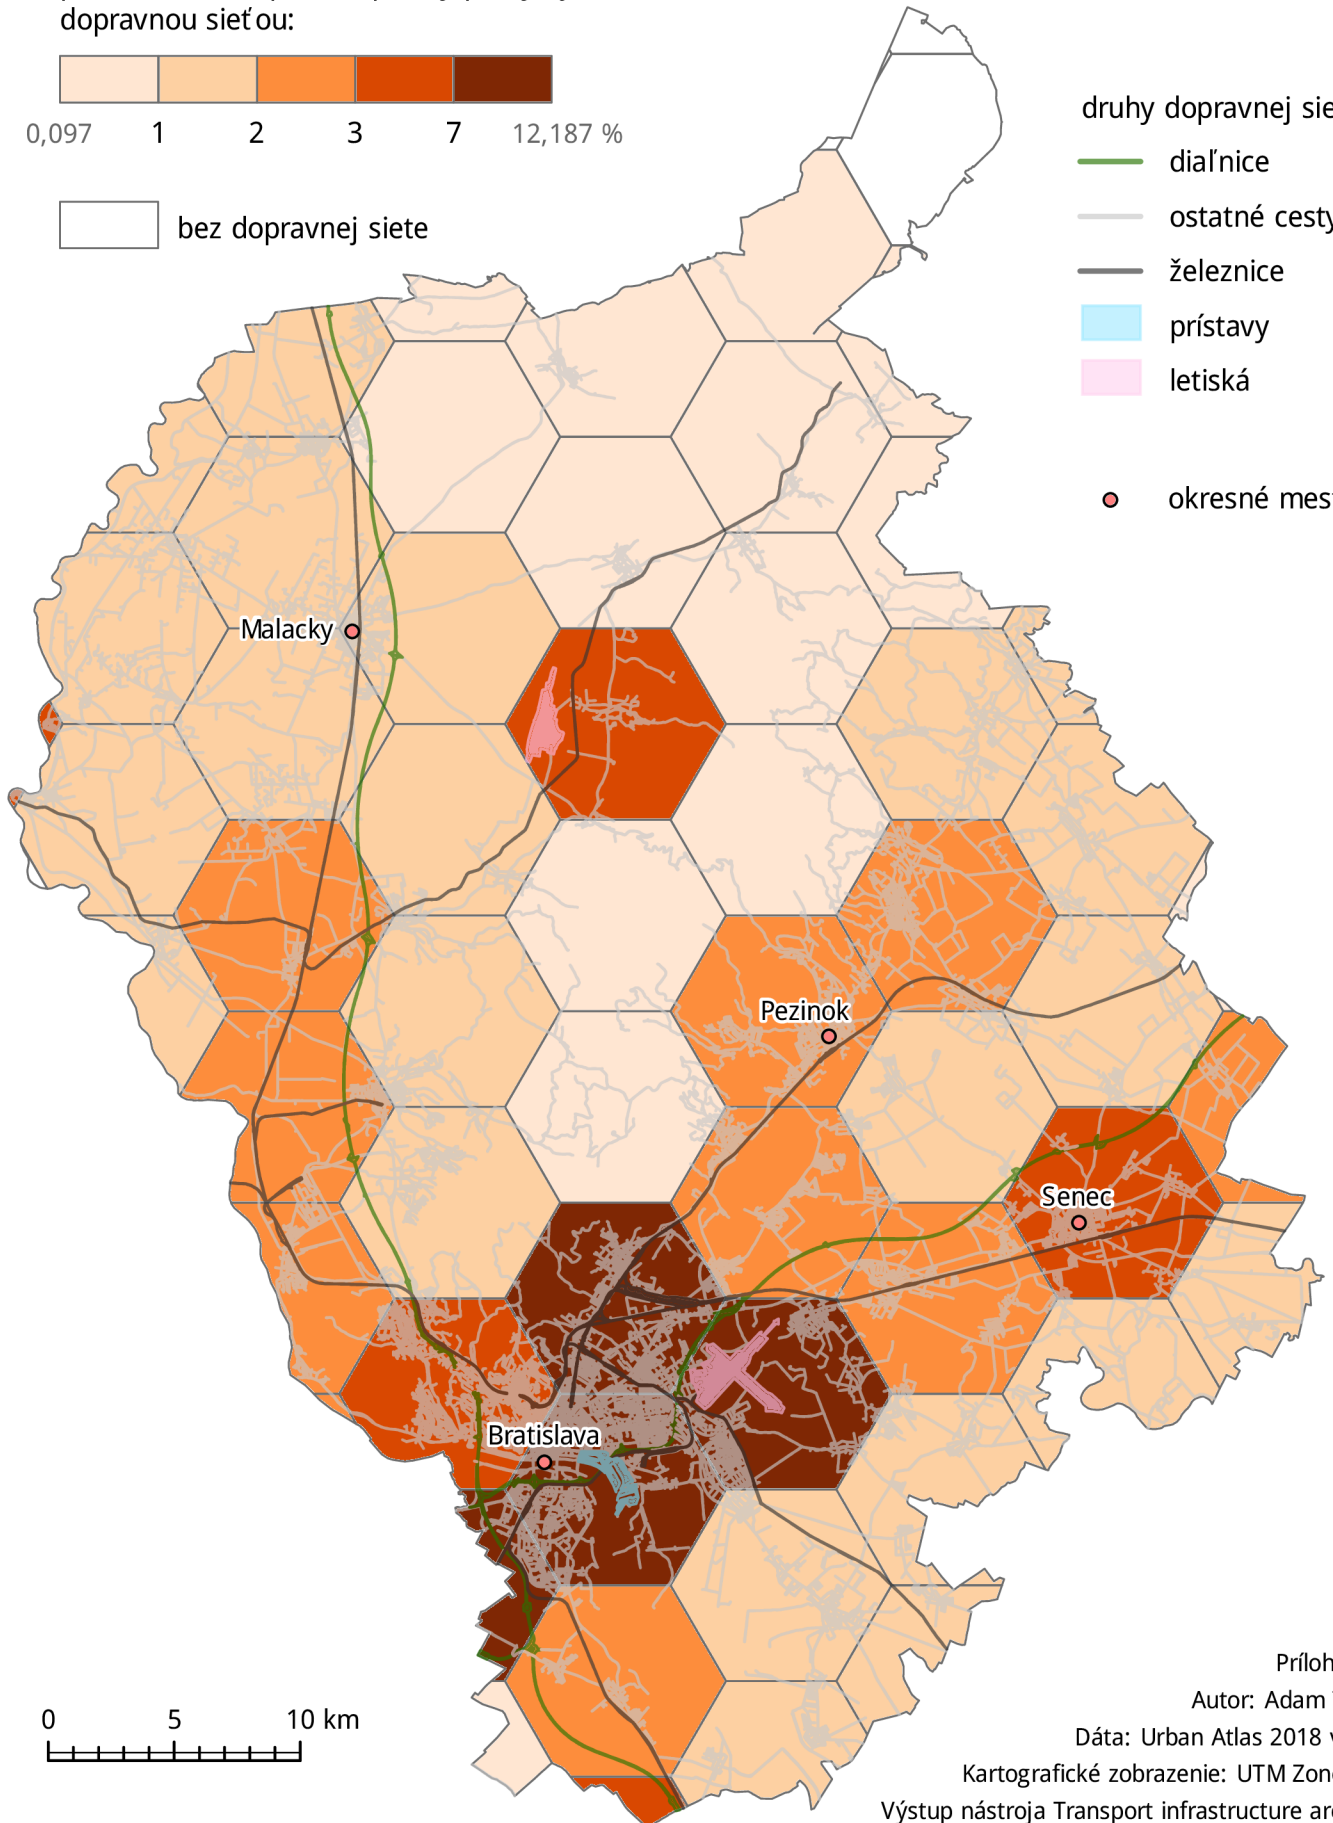 dopravnou sieťou:
0,097 1 2 3 7 12,187 %
bez dopravnej siete
druhy dopravnej sie
diaľnice
ostatné cesty
železnice
prístavy
letiská
okresné mes
Malacky
Pezinok
Senec
Bratislava
0 5 10 km
Príloh
Autor: Adam
Dáta: Urban Atlas 2018 v
Kartografické zobrazenie: UTM Zon
Výstup nástroja Transport infrastructure ar